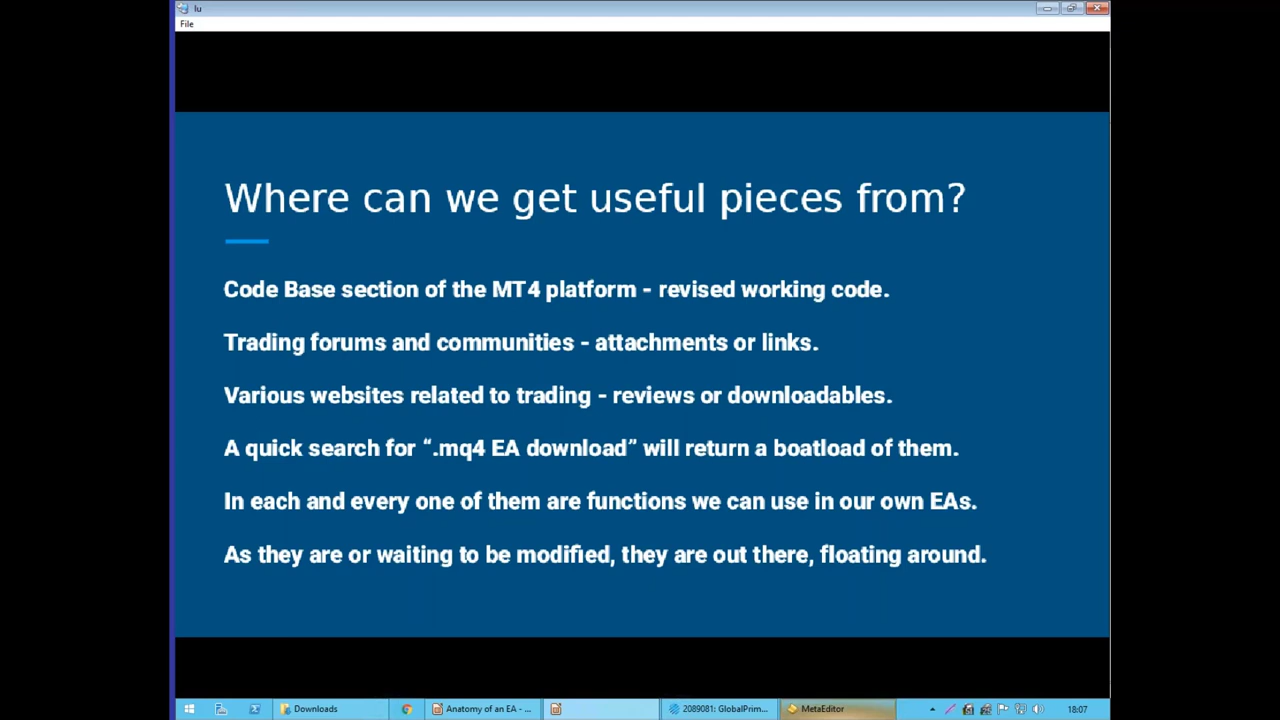 lu
File
Where can we get useful pieces from?
Code Base section of the MT4 platform - revised working code.
Trading forums and communities - attachments or links.
Various websites related to trading - reviews or downloadables.
A quick search for “.mq4 EA download” will return a boatload of them.
In each and every one of them are functions we can use in our own EAs.
As they are or waiting to be modified, they are out there, floating around.
Downloads Anatomy of an EA - ... 2089081: GlobalPrim... MetaEditor 18:07